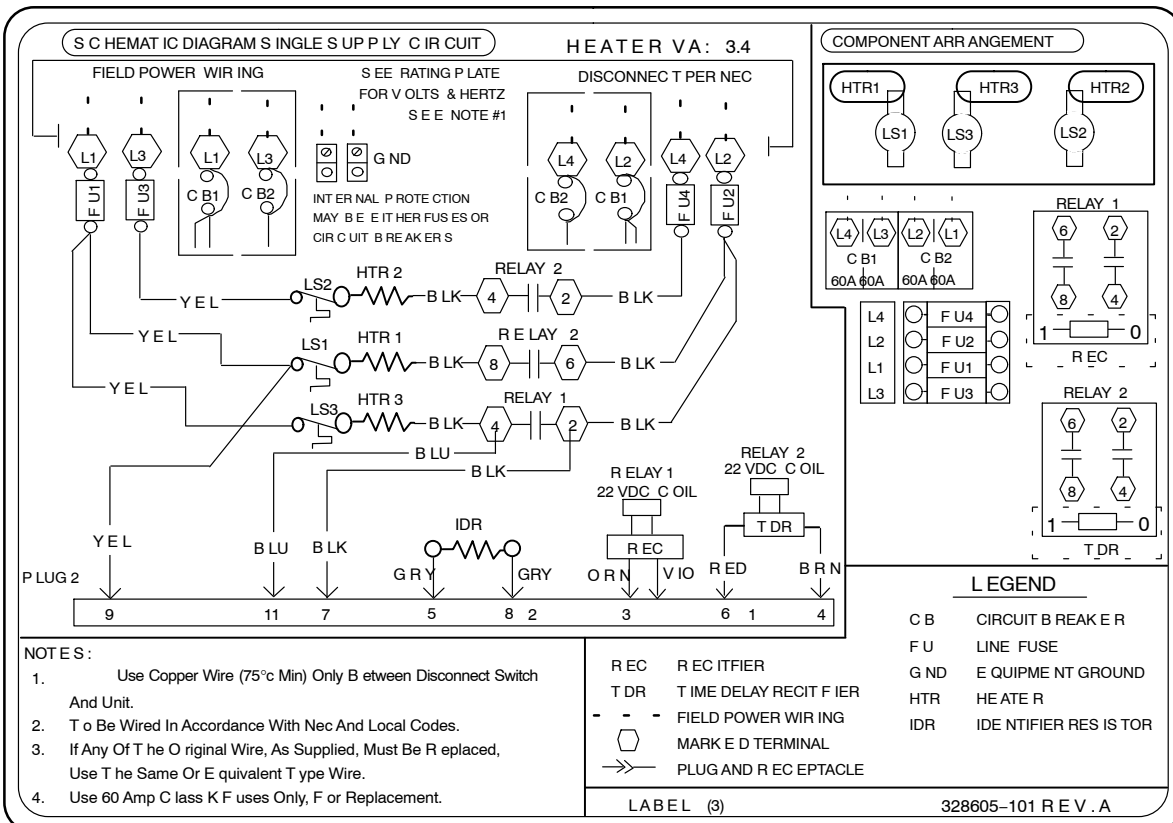 SCHEMATIC DIAGRAM SINGLE SUPPLY CIRCUIT
HEATER VA: 3.4
FIELD POWER WIRING
SEE RATING PLATE
FOR VOLTS & HERTZ
SEE NOTE #1
DISCONNECT PER NEC
L1
L3
L1
L3
GND
L4
L2
L4
L2
FU1
FU3
CB1
CB2
INTERNAL PROTECTION
MAY BE EITHER FUSES OR
CIRCUIT BREAKERS
CB2
CB1
FU4
FU2
YEL
LS2
HTR 2
BLK
4
RELAY 2
2
BLK
YEL
LS1
HTR 1
BLK
8
RELAY 2
6
BLK
YEL
LS3
HTR 3
BLK
4
RELAY 1
2
BLK
BLU
BLK
RELAY 1
22 VDC COIL
RELAY 2
22 VDC COIL
YEL
BLU
BLK
IDR
GRY
GRY
REC
ORN
VIO
TDR
RED
BRN
PLUG 2
9
11
7
5
8
2
3
6
1
4
COMPONENT ARRANGEMENT
HTR1
HTR3
HTR2
LS1
LS3
LS2
L4
L3
L2
L1
CB1
CB2
60A
60A
60A
60A
L4
FU4
L2
FU2
L1
FU1
L3
FU3
RELAY 1
6
2
8
4
1
0
REC
RELAY 2
6
2
8
4
1
0
TDR
NOTES:
1. Use Copper Wire (75°c Min) Only Between Disconnect Switch
And Unit.
2. To Be Wired In Accordance With Nec And Local Codes.
3. If Any Of The Original Wire, As Supplied, Must Be Replaced,
Use The Same Or Equivalent Type Wire.
4. Use 60 Amp Class K Fuses Only, For Replacement.
LEGEND
REC RECITFIER
TDR TIME DELAY RECITFIER
FIELD POWER WIRING
MARKED TERMINAL
PLUG AND RECEPTACLE
CB CIRCUIT BREAKER
FU LINE FUSE
GND EQUIPMENT GROUND
HTR HEATER
IDR IDENTIFIER RESISTOR
LABEL (3)
328605–101 REV. A